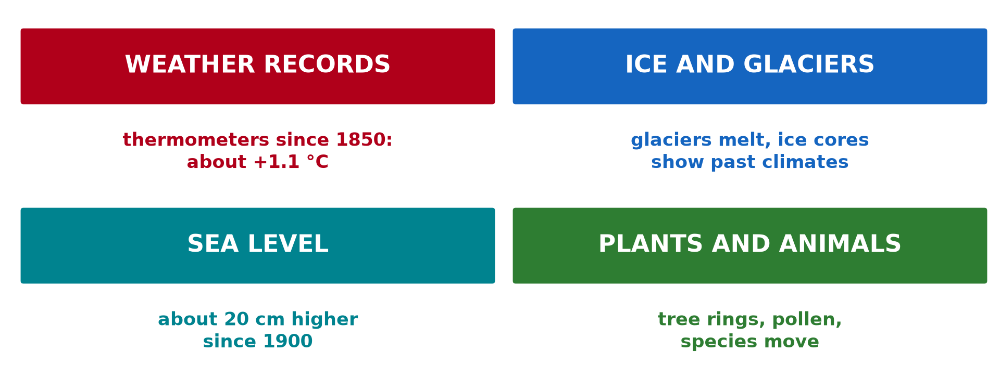 WEATHER RECORDS
thermometers since 1850:
about +1.1 °C
ICE AND GLACIERS
glaciers melt, ice cores
show past climates
SEA LEVEL
about 20 cm higher
since 1900
PLANTS AND ANIMALS
tree rings, pollen,
species move